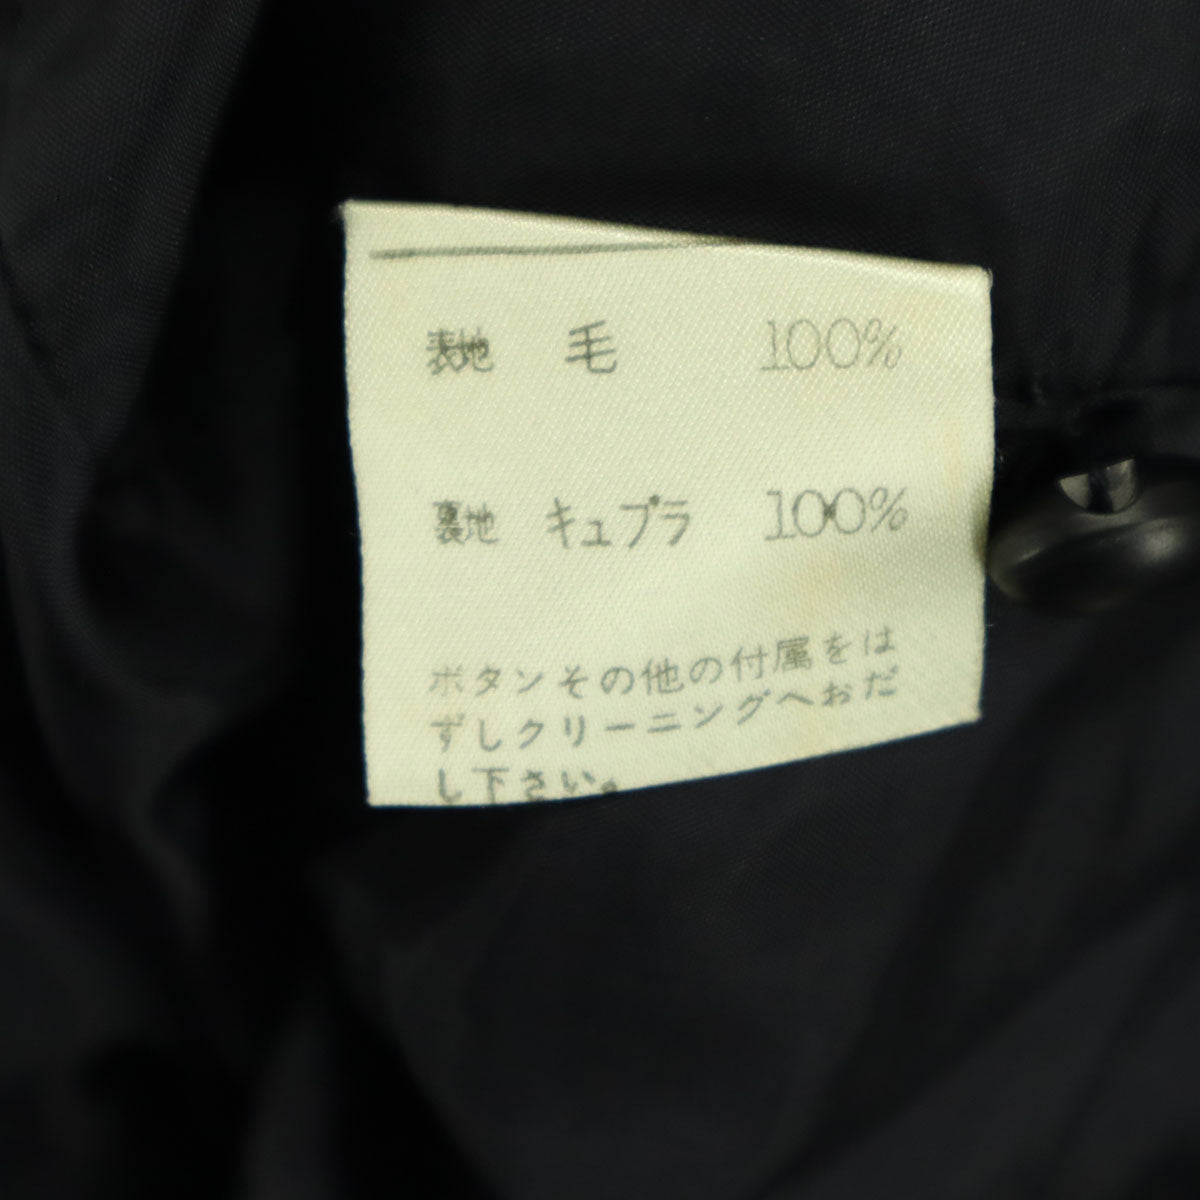 表地 毛 100%
裏地 キュプラ 100%
ボタンその他の付属をは
ずしクリーニングへおだ
し下さい。